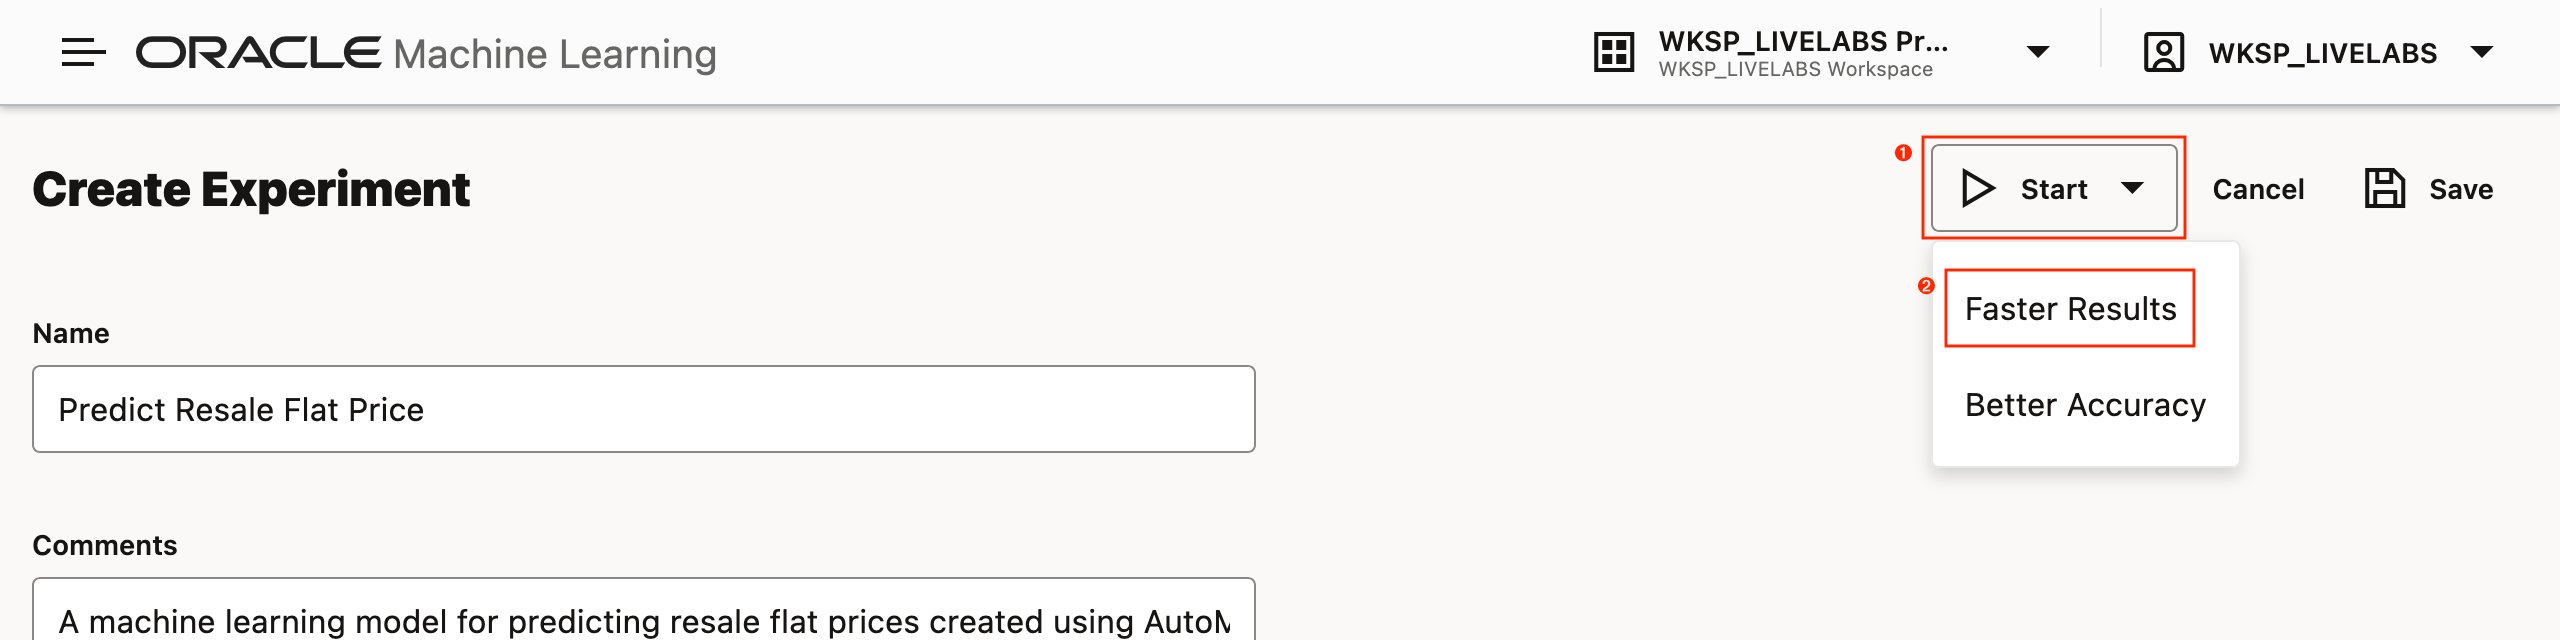 ORACLE Machine Learning
WKSP_LIVELABS Pr...
WKSP_LIVELABS Workspace
WKSP_LIVELABS
Create Experiment
1
Start
Cancel
Save
2
Faster Results
Better Accuracy
Name
Predict Resale Flat Price
Comments
A machine learning model for predicting resale flat prices created using AutoM